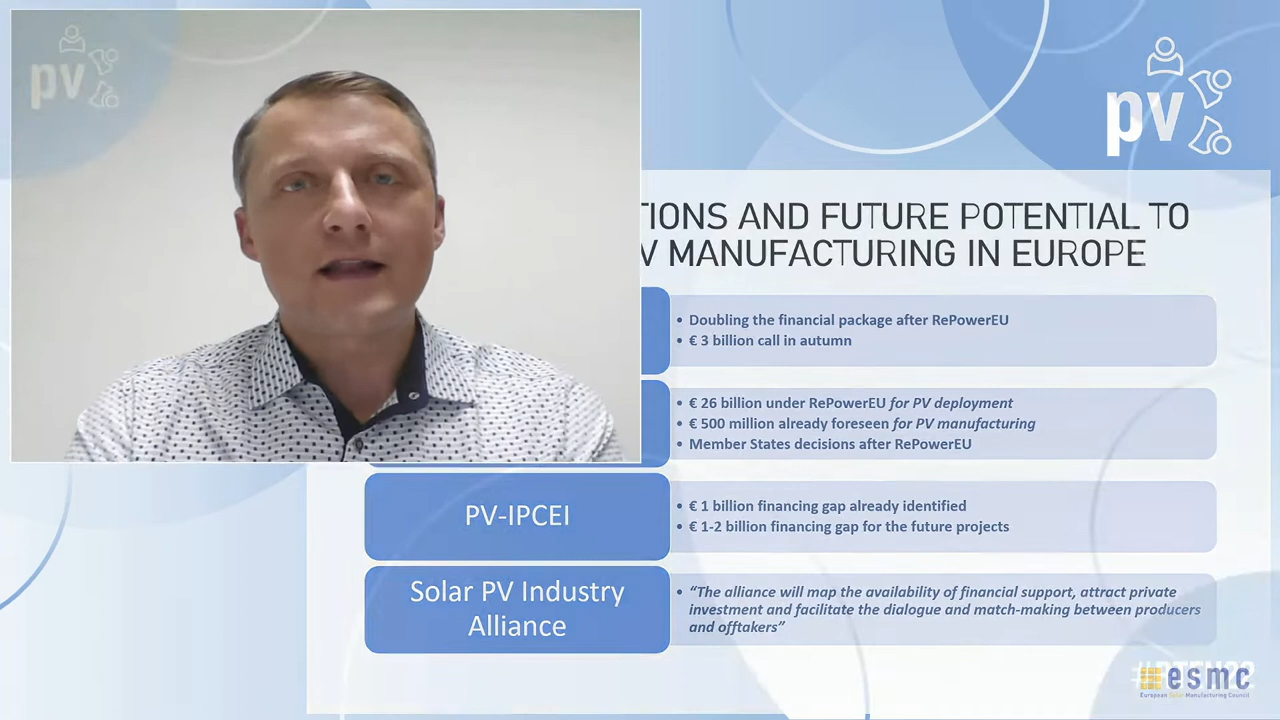 pv
pv
TIONS AND FUTURE POTENTIAL TO
V MANUFACTURING IN EUROPE
• Doubling the financial package after RePowerEU
• € 3 billion call in autumn
• € 26 billion under RePowerEU for PV deployment
• € 500 million already foreseen for PV manufacturing
• Member States decisions after RePowerEU
PV-IPCEI
• € 1 billion financing gap already identified
• € 1-2 billion financing gap for the future projects
Solar PV Industry
Alliance
• “The alliance will map the availability of financial support, attract private
investment and facilitate the dialogue and match-making between producers
and offtakers”
esmc
European Solar Manufacturing Council